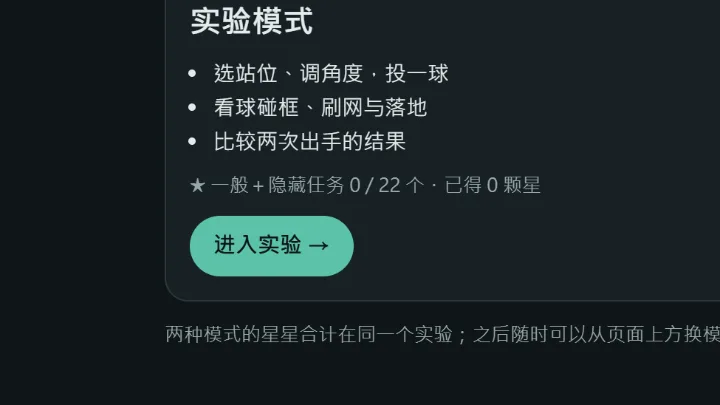 实验模式
• 选站位、调角度，投一球
• 看球碰框、刷网与落地
• 比较两次出手的结果
★ 一般 + 隐藏任务 0 / 22 个 · 已得 0 颗星
进入实验 →
两种模式的星星合计在同一个实验；之后随时可以从页面上方换模